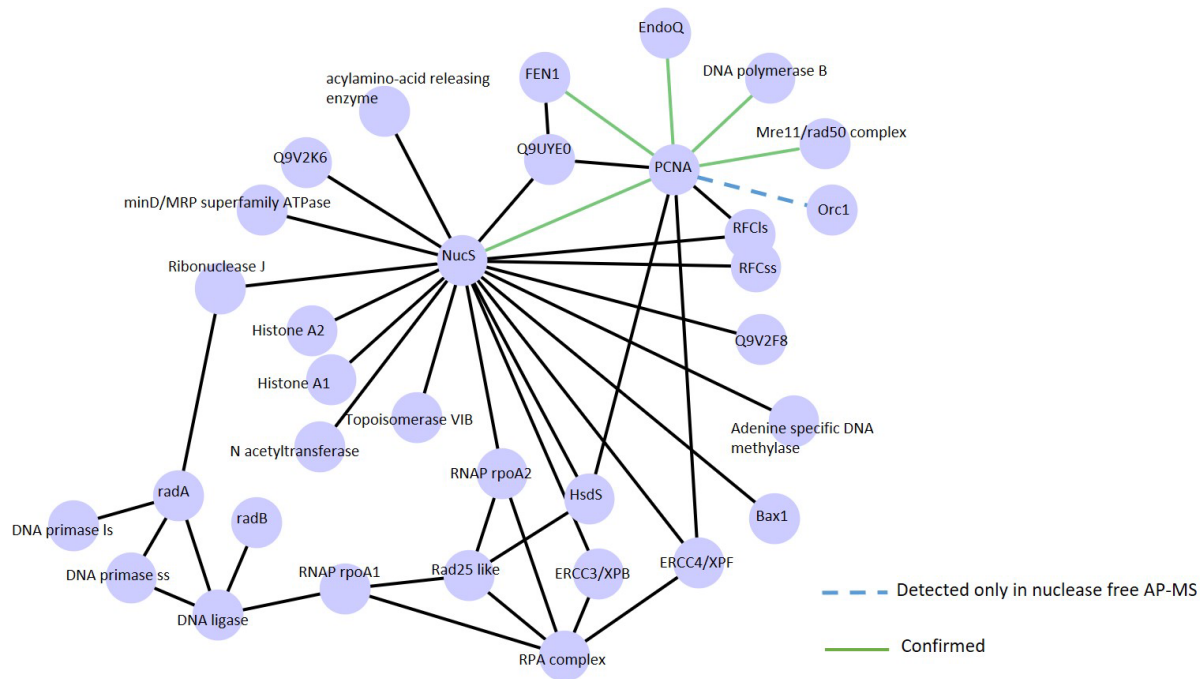 EndoQ
FEN1
DNA polymerase B
acylamino-acid releasing
enzyme
Mre11/rad50 complex
Q9UYE0
Q9V2K6
PCNA
minD/MRP superfamily ATPase
Orc1
RFCls
NucS
Ribonuclease J
RFCss
Histone A2
Q9V2F8
Histone A1
Topoisomerase VIB
Adenine specific DNA
methylase
N acetyltransferase
RNAP rpoA2
radA
HsdS
radB
Bax1
DNA primase ls
ERCC4/XPF
RNAP rpoA1
Rad25 like
ERCC3/XPB
DNA primase ss
Detected only in nuclease free AP-MS
DNA ligase
Confirmed
RPA complex